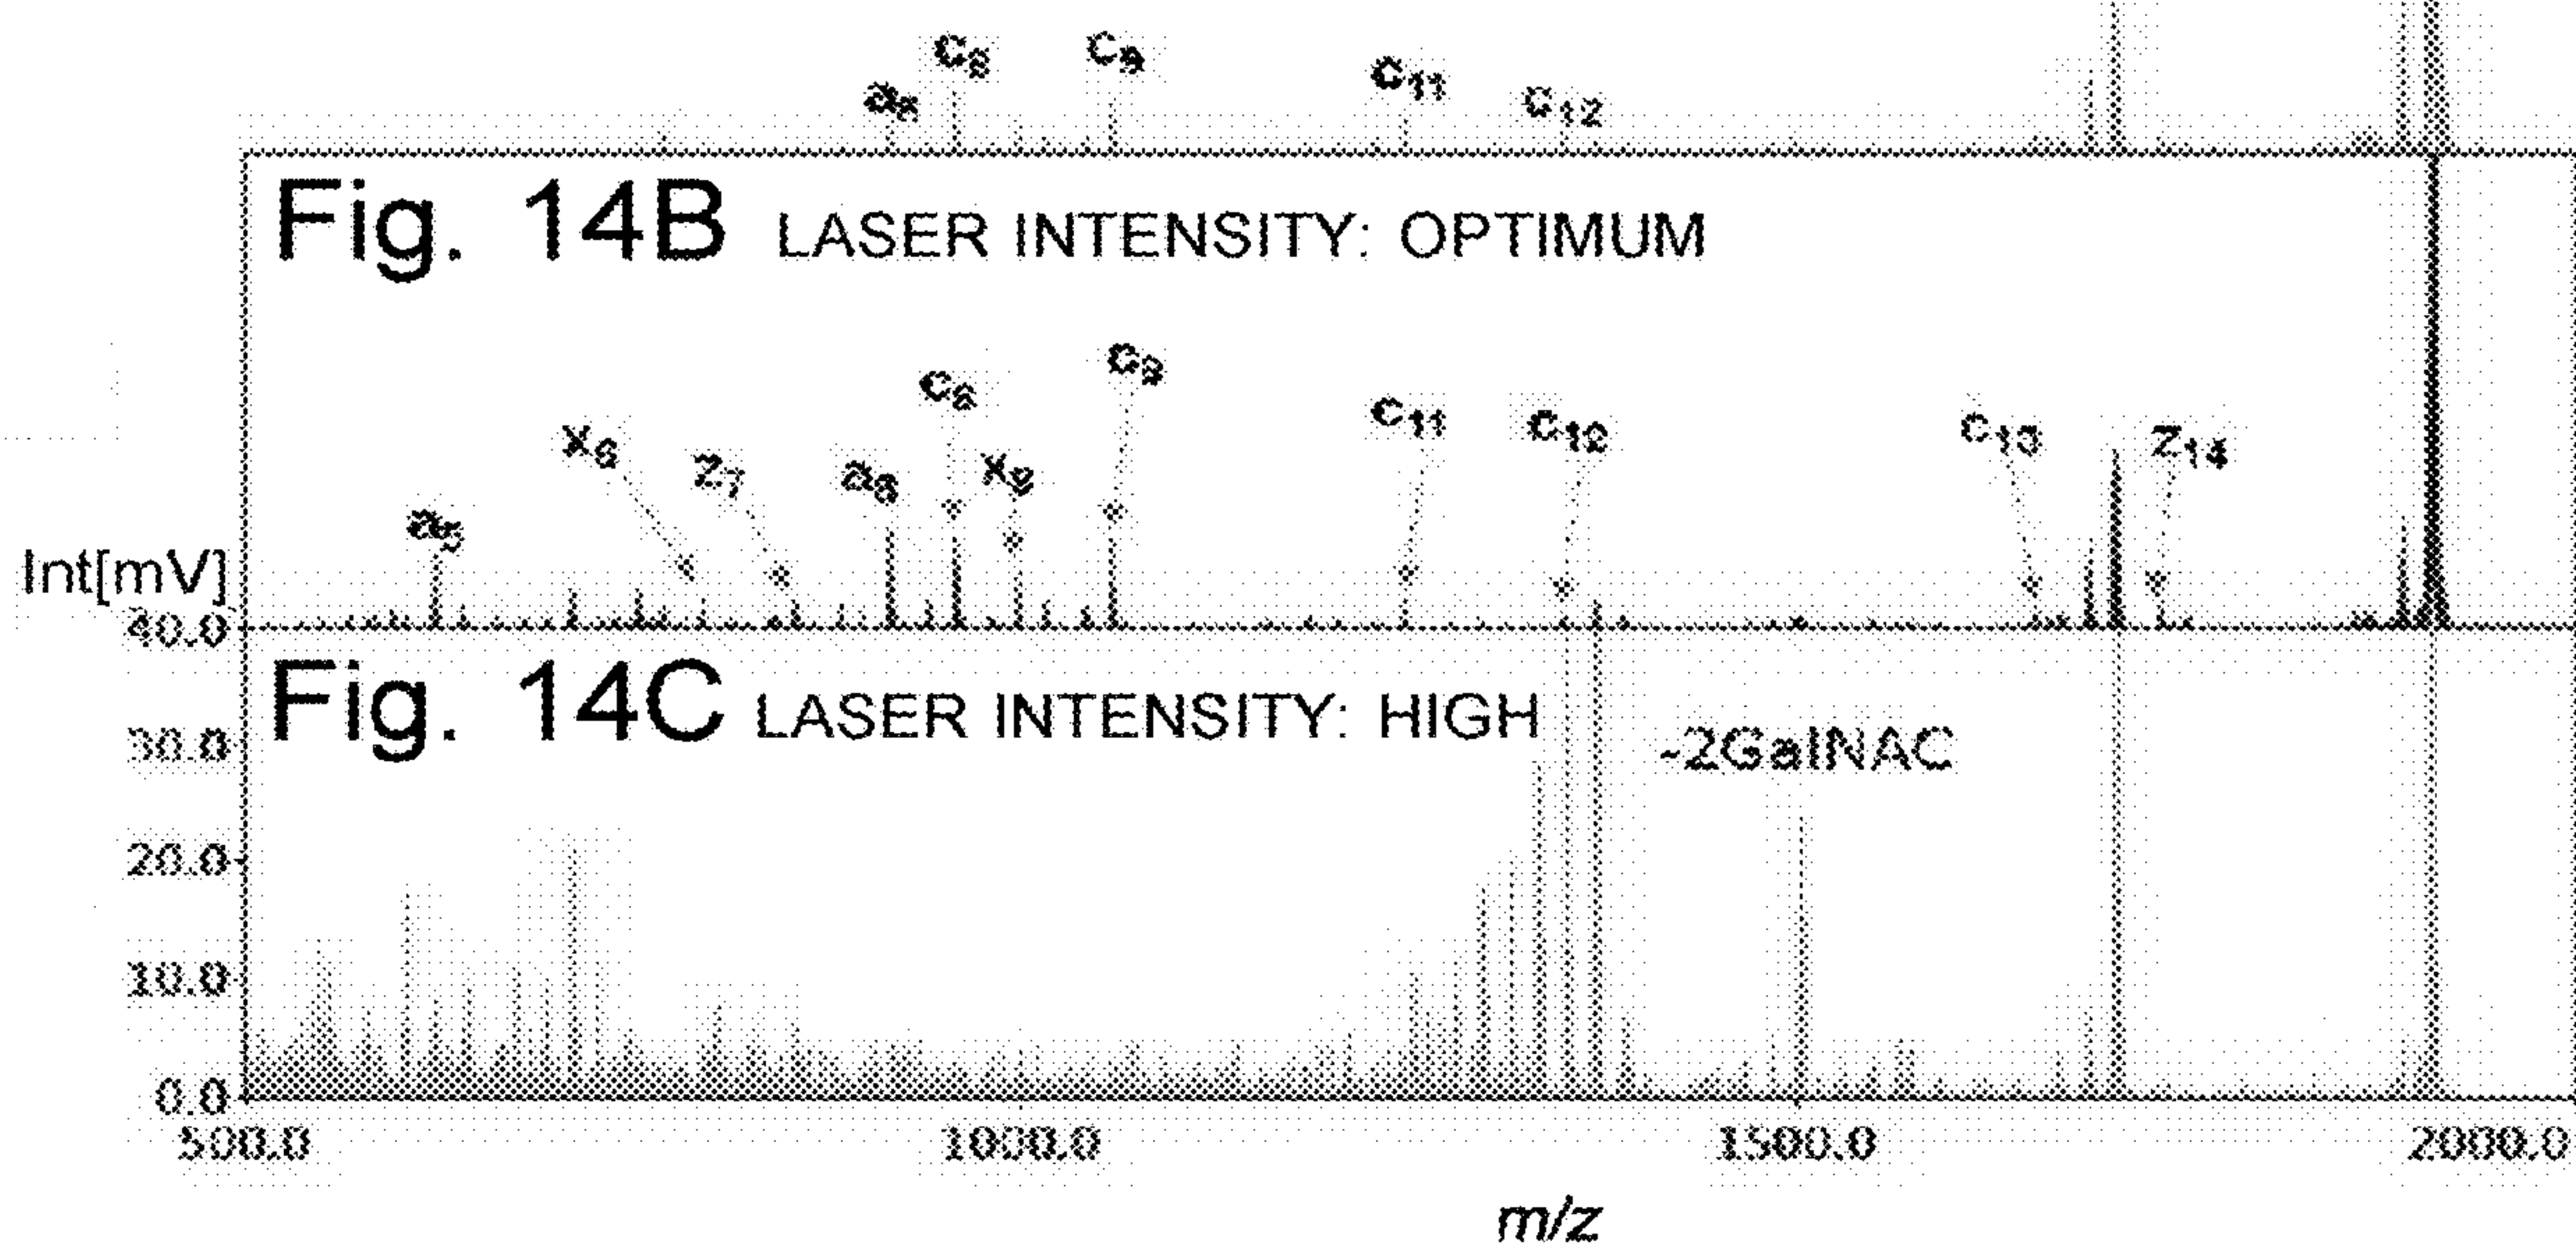 a₈ c₈ c₉ c₁₁ c₁₂
Fig. 14B LASER INTENSITY: OPTIMUM
a₅ x₆ z₇ a₈ c₈ x₉ c₉ c₁₁ c₁₂ c₁₃ z₁₄
Int[mV]
40.0
Fig. 14C LASER INTENSITY: HIGH
-2GalNAC
30.0
20.0
10.0
0.0
500.0 1000.0 1500.0 2000.0
m/z